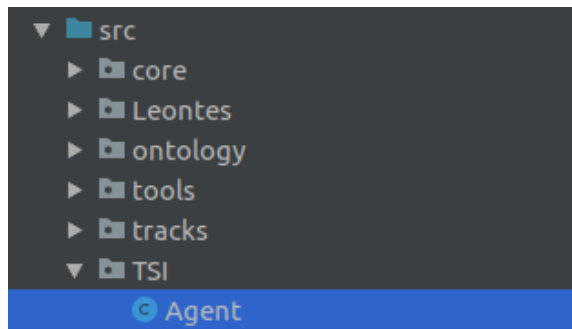 src
core
Leontes
ontology
tools
tracks
TSI
Agent